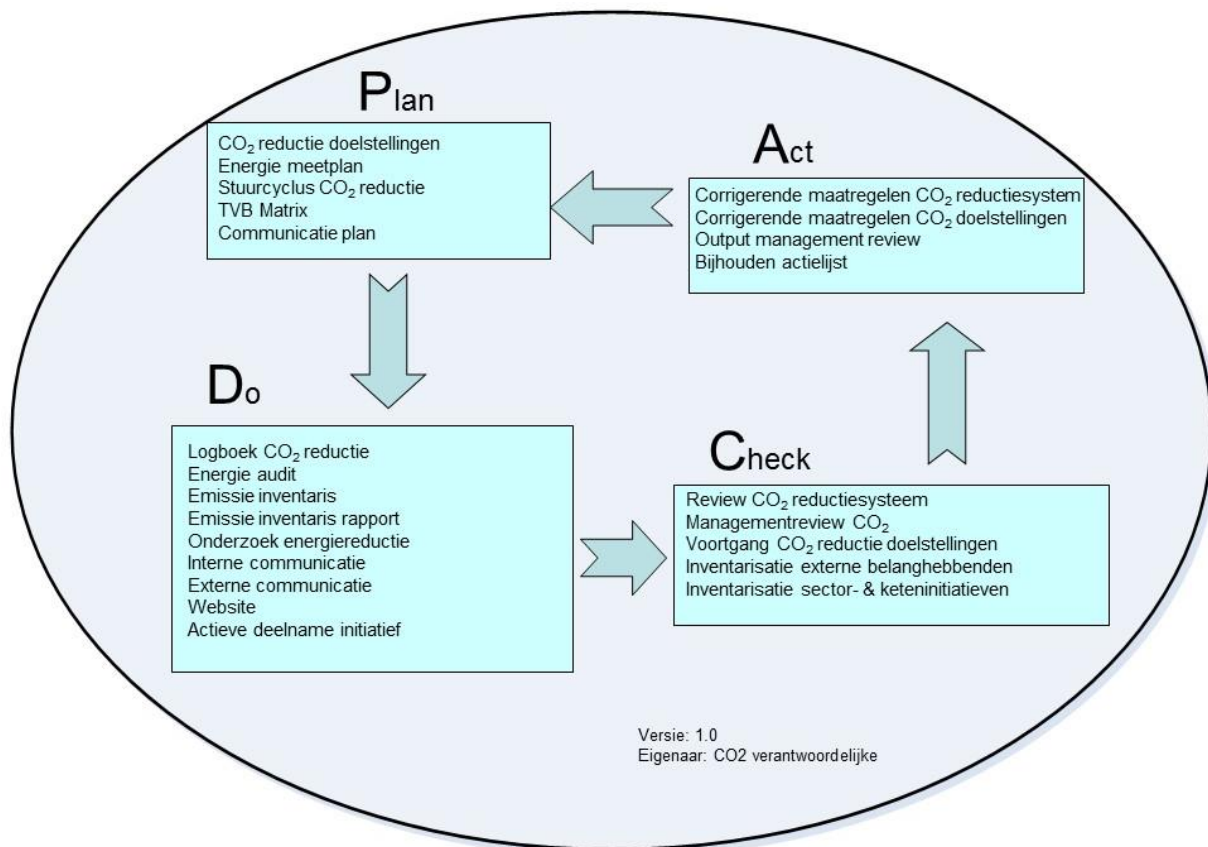 Plan
CO₂ reductie doelstellingen
Energie meetplan
Stuurcyclus CO₂ reductie
TVB Matrix
Communicatie plan
Act
Corrigerende maatregelen CO₂ reductiesystem
Corrigerende maatregelen CO₂ doelstellingen
Output management review
Bijhouden actielijst
Do
Logboek CO₂ reductie
Energie audit
Emissie inventaris
Emissie inventaris rapport
Onderzoek energiereductie
Interne communicatie
Externe communicatie
Website
Actieve deelname initiatief
Check
Review CO₂ reductiesysteem
Managementreview CO₂
Voortgang CO₂ reductie doelstellingen
Inventarisatie externe belanghebbenden
Inventarisatie sector- & keteninitiatieven
Versie: 1.0
Eigenaar: CO2 verantwoordelijke